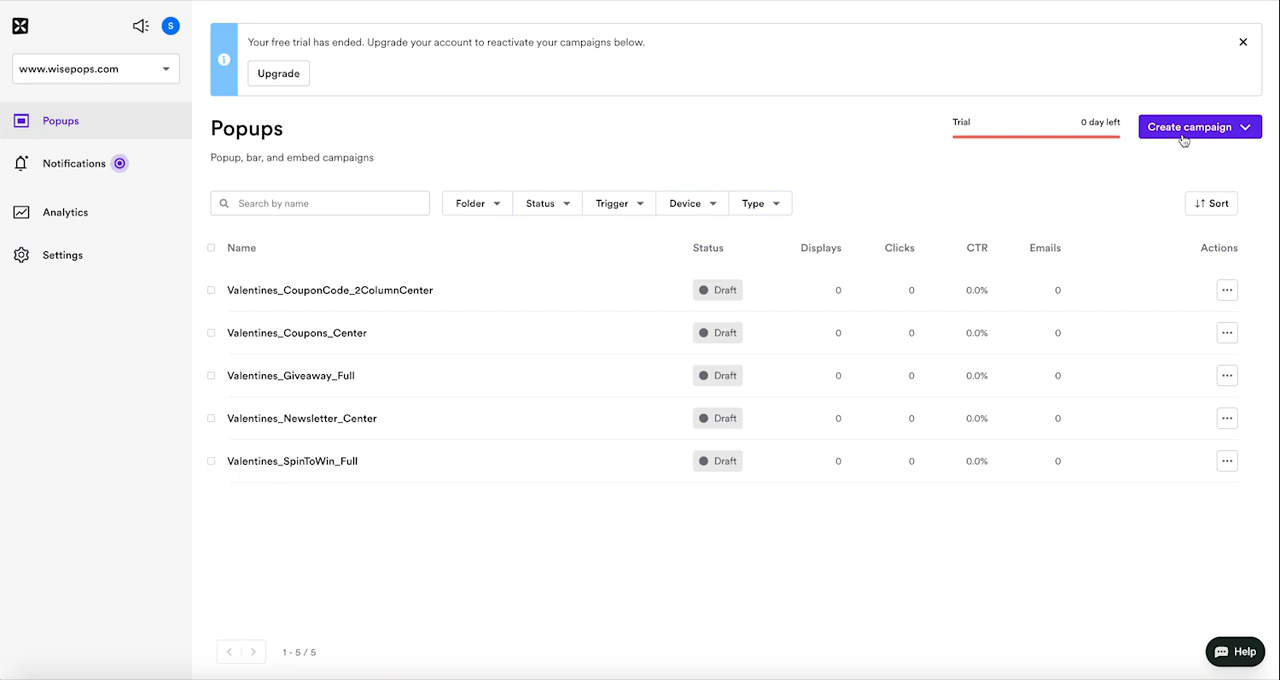 S
www.wisepops.com
Popups
Notifications
Analytics
Settings
Your free trial has ended. Upgrade your account to reactivate your campaigns below.
Upgrade
Popups
Trial 0 day left
Create campaign
Popup, bar, and embed campaigns
Search by name Folder Status Trigger Device Type Sort
Name Status Displays Clicks CTR Emails Actions
Valentines_CouponCode_2ColumnCenter Draft 0 0 0.0% 0
Valentines_Coupons_Center Draft 0 0 0.0% 0
Valentines_Giveaway_Full Draft 0 0 0.0% 0
Valentines_Newsletter_Center Draft 0 0 0.0% 0
Valentines_SpinToWin_Full Draft 0 0 0.0% 0
1 - 5 / 5
Help